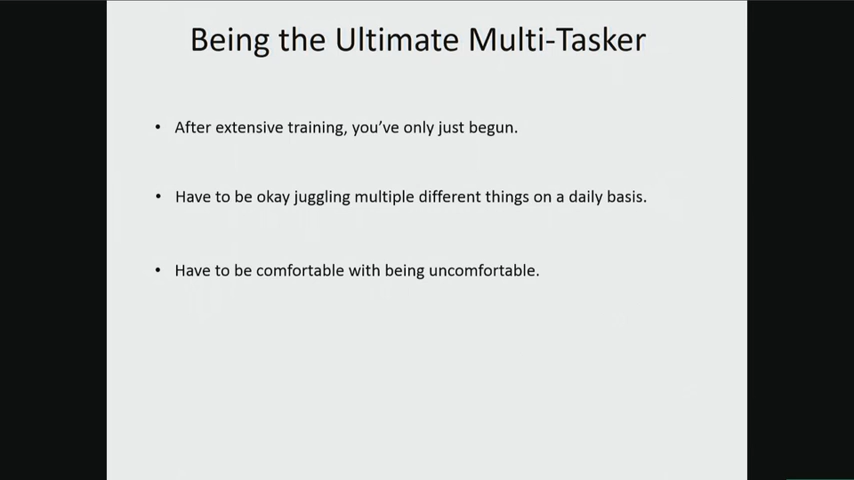 Being the Ultimate Multi-Tasker
• After extensive training, you've only just begun.
• Have to be okay juggling multiple different things on a daily basis.
• Have to be comfortable with being uncomfortable.